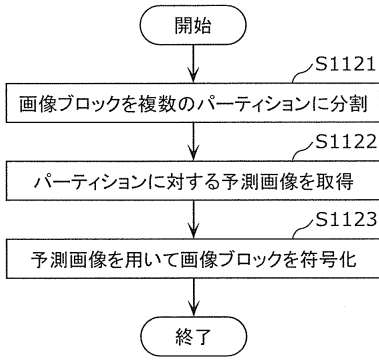 開始
S1121
画像ブロックを複数のパーティションに分割
S1122
パーティションに対する予測画像を取得
S1123
予測画像を用いて画像ブロックを符号化
終了